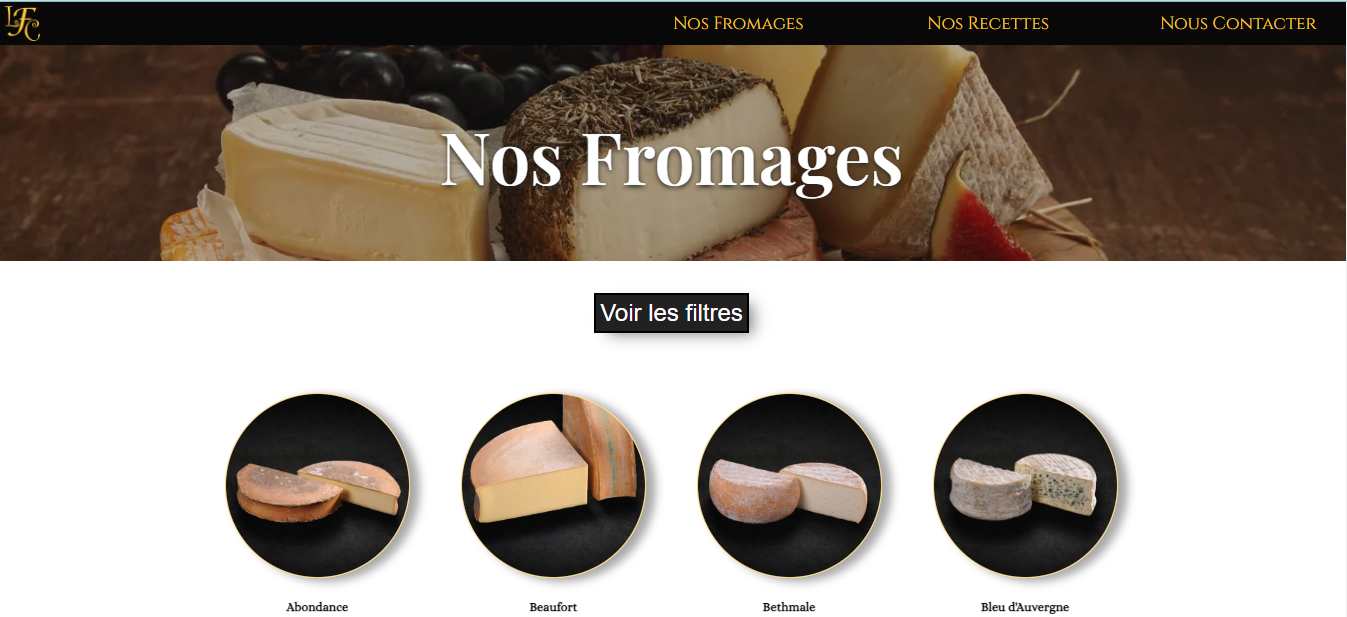 LFC
Nos Fromages
Nos Recettes
Nous Contacter
Nos Fromages
Voir les filtres
Abondance
Beaufort
Bethmale
Bleu d'Auvergne